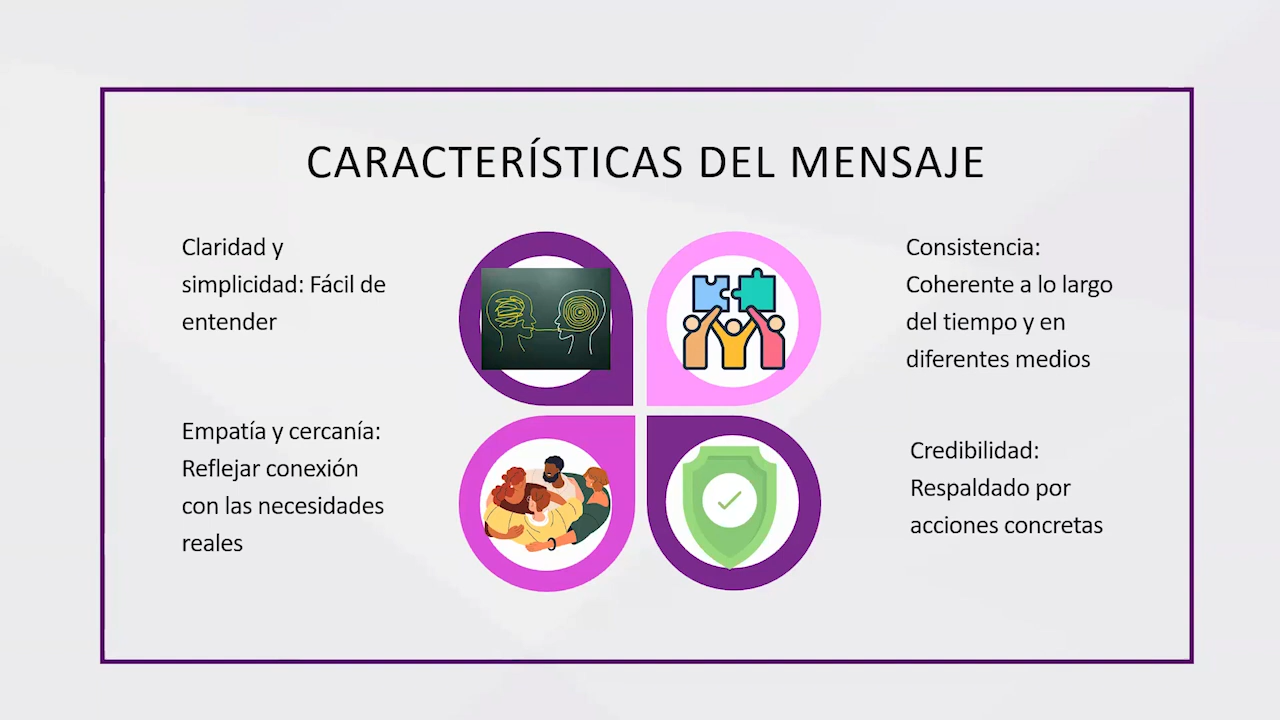 CARACTERÍSTICAS DEL MENSAJE
Claridad y
simplicidad: Fácil de
entender
Consistencia:
Coherente a lo largo
del tiempo y en
diferentes medios
Empatía y cercanía:
Reflejar conexión
con las necesidades
reales
Credibilidad:
Respaldado por
acciones concretas